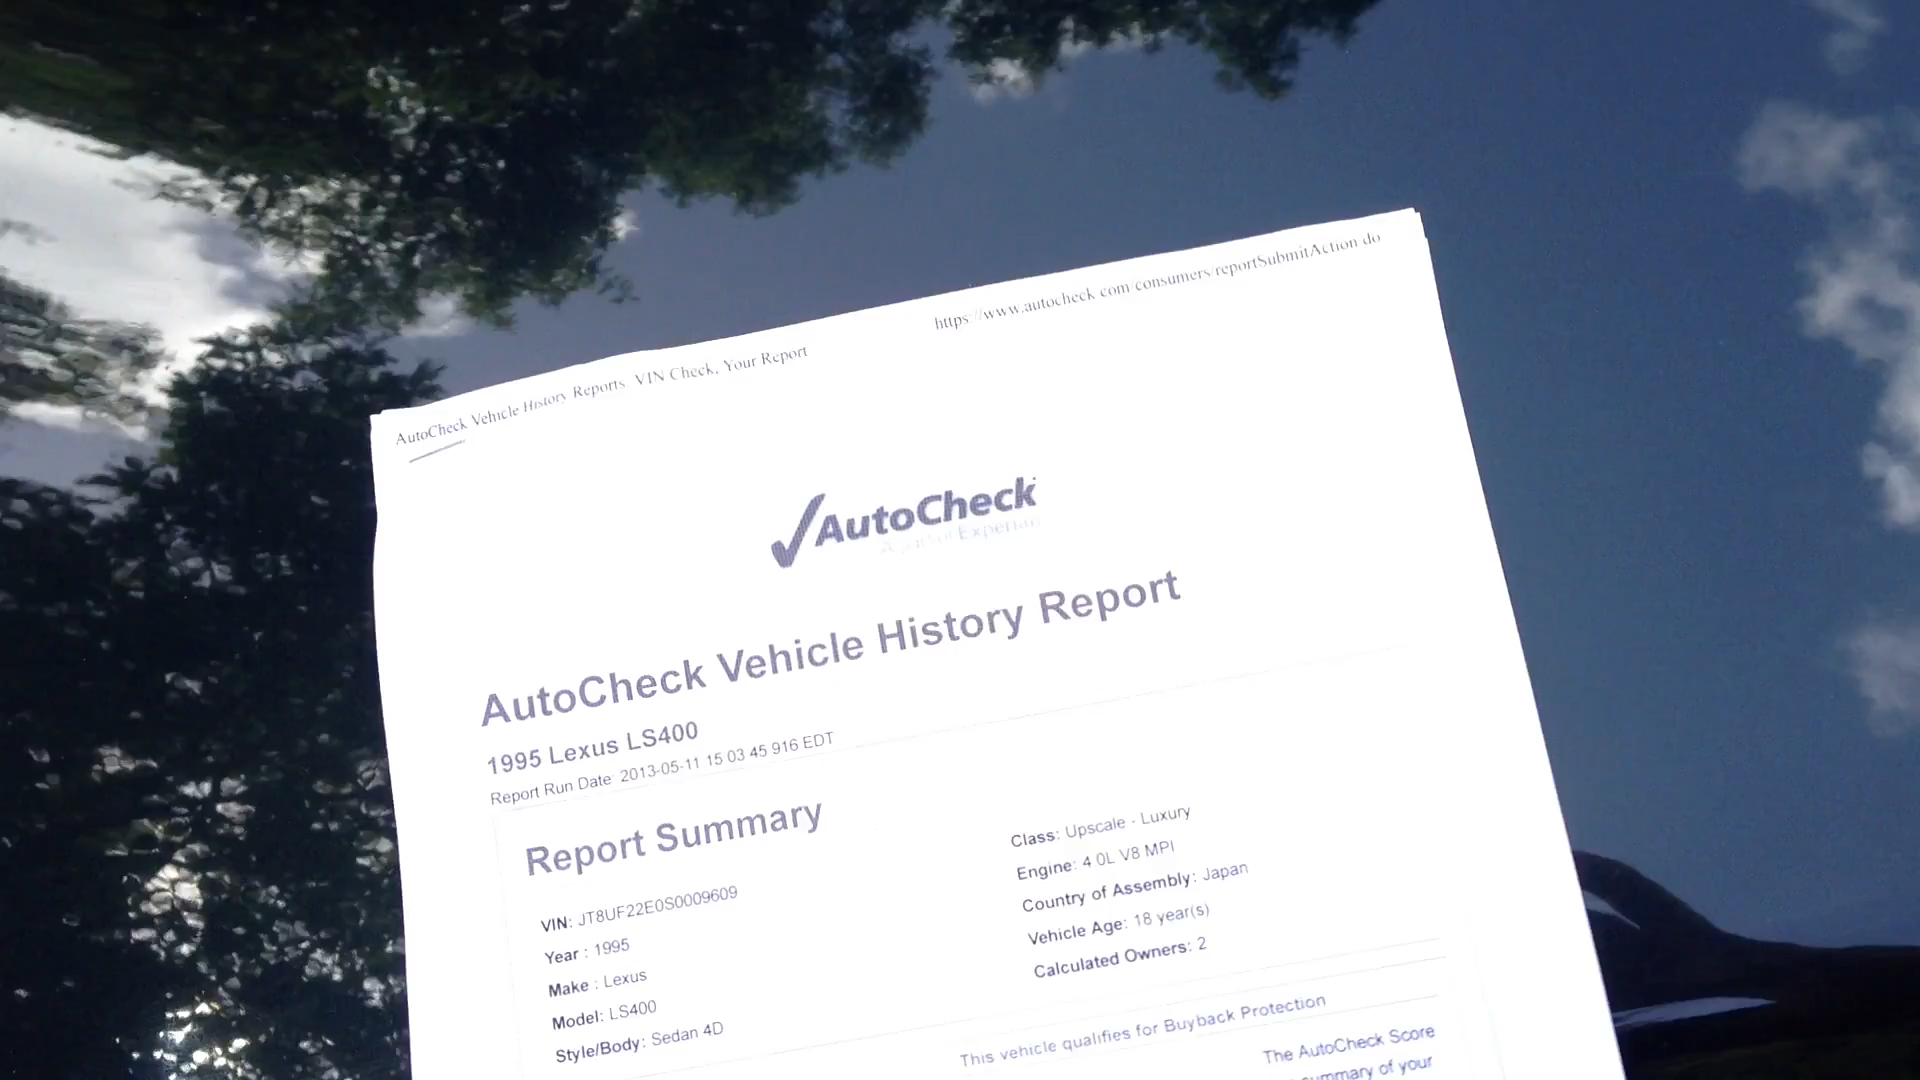 AutoCheck Vehicle History Reports, VIN Check, Your Report
https://www.autocheck.com/consumers/reportSubmitAction.do
AutoCheck
A part of Experian
AutoCheck Vehicle History Report
1995 Lexus LS400
Report Run Date: 2013-05-11 15 03 45 916 EDT
Report Summary
VIN: JT8UF22E0S0009609
Year : 1995
Make : Lexus
Model: LS400
Style/Body: Sedan 4D
Class: Upscale - Luxury
Engine: 4.0L V8 MPI
Country of Assembly: Japan
Vehicle Age: 18 year(s)
Calculated Owners: 2
This vehicle qualifies for Buyback Protection
The AutoCheck Score
summary of your